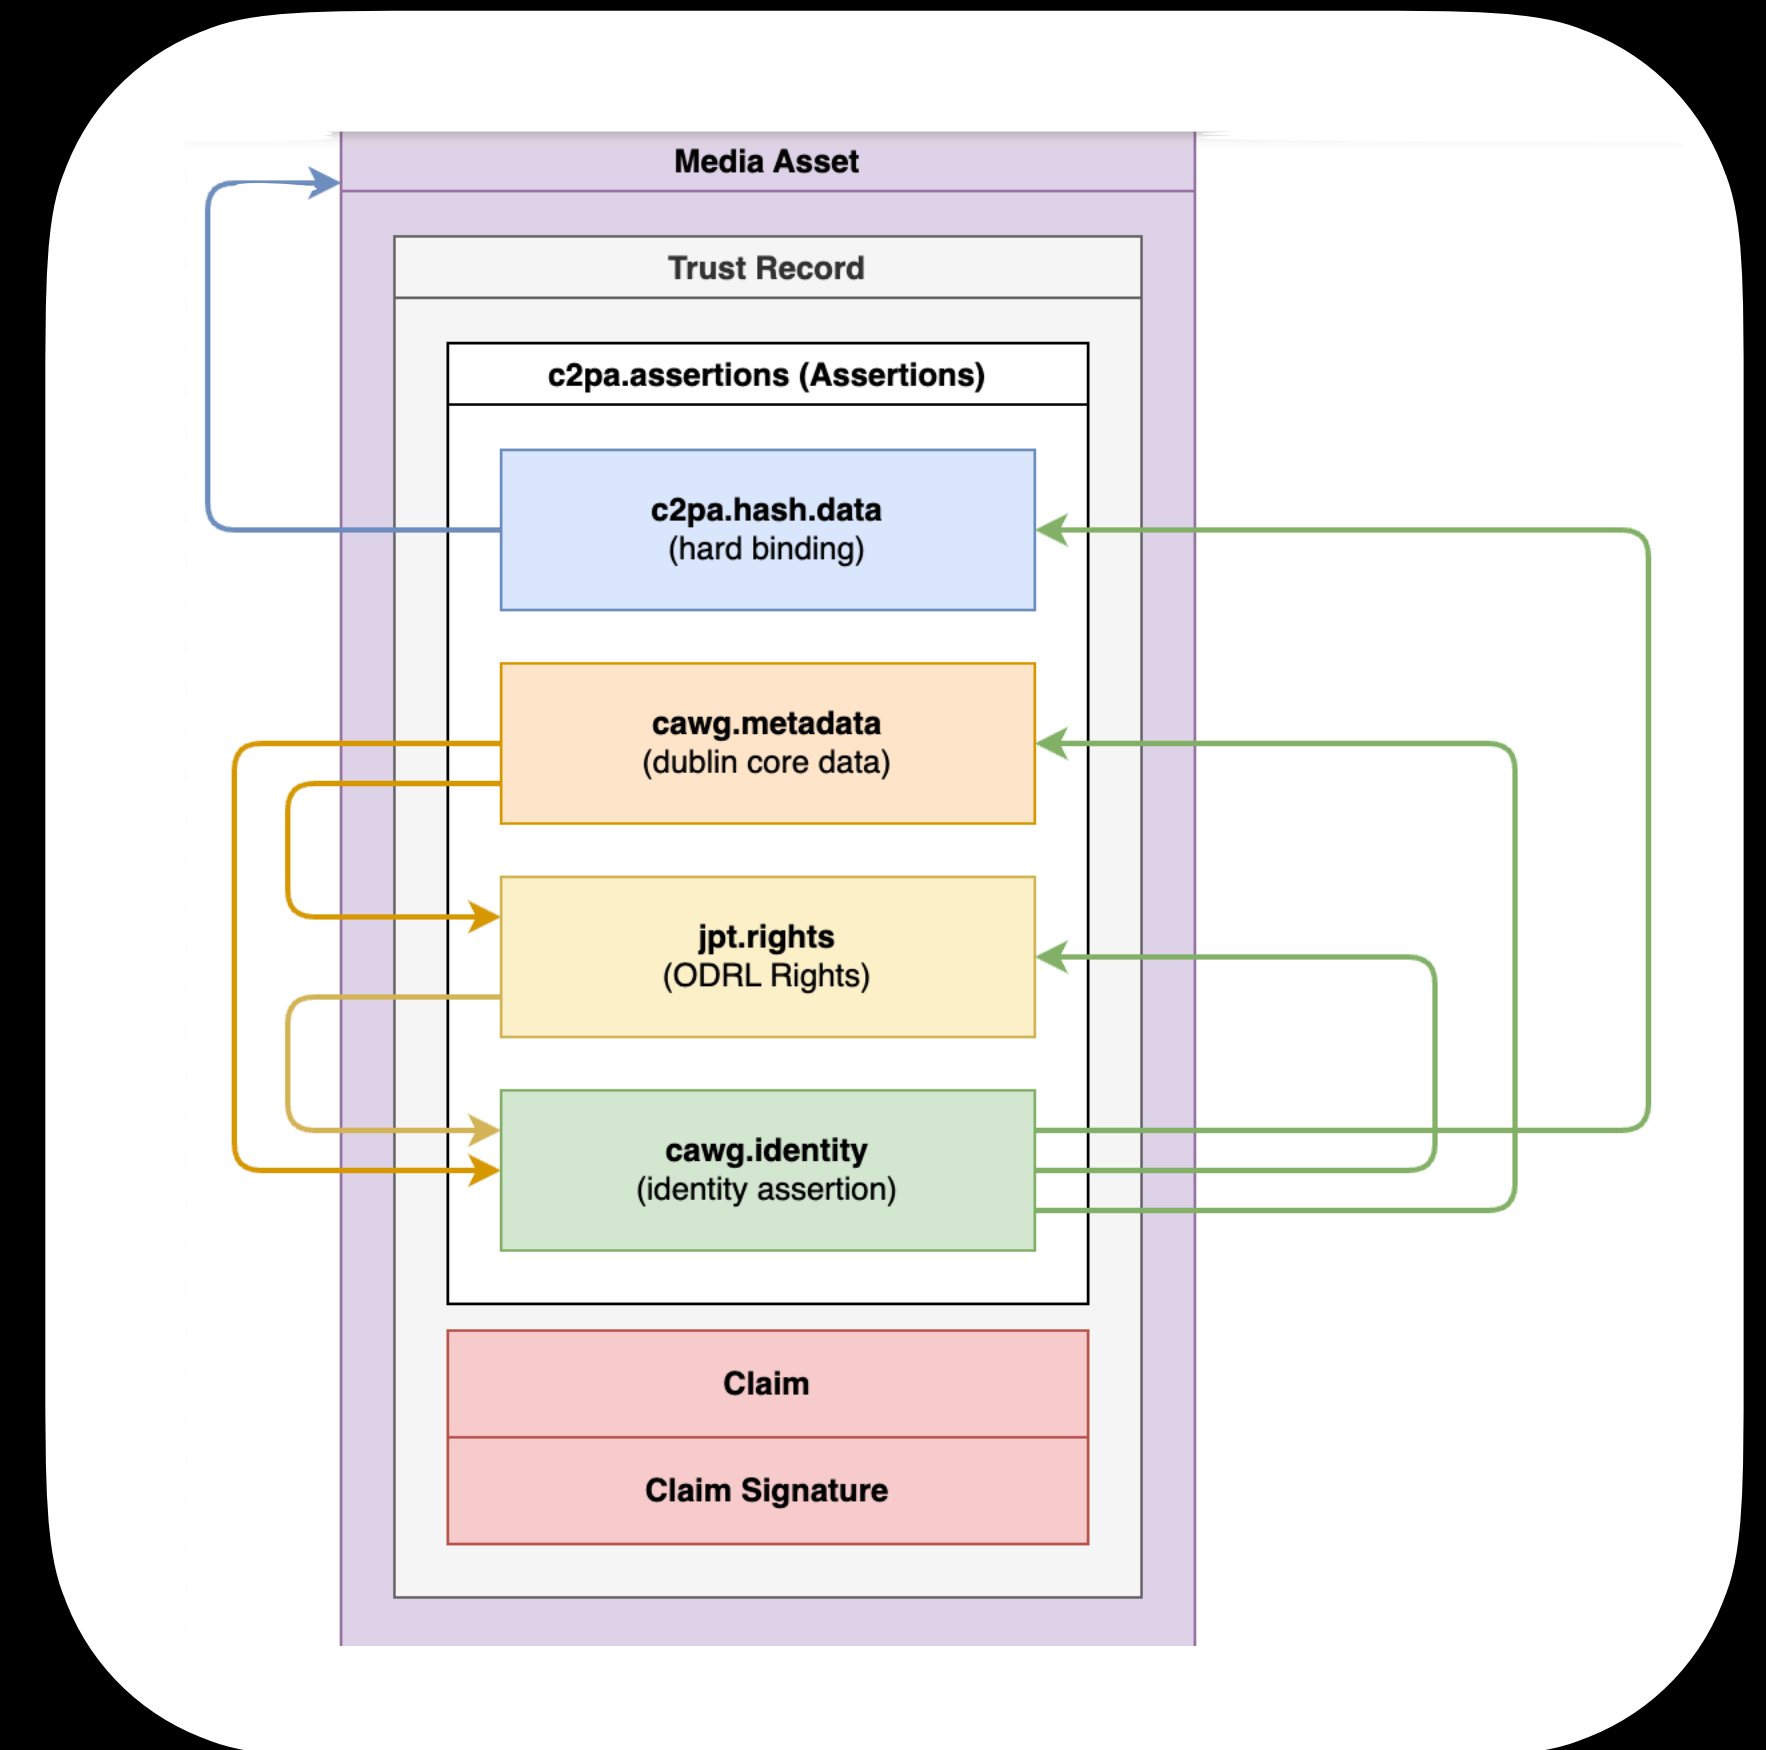 Media Asset
Trust Record
c2pa.assertions (Assertions)
c2pa.hash.data
(hard binding)
cawg.metadata
(dublin core data)
jpt.rights
(ODRL Rights)
cawg.identity
(identity assertion)
Claim
Claim Signature